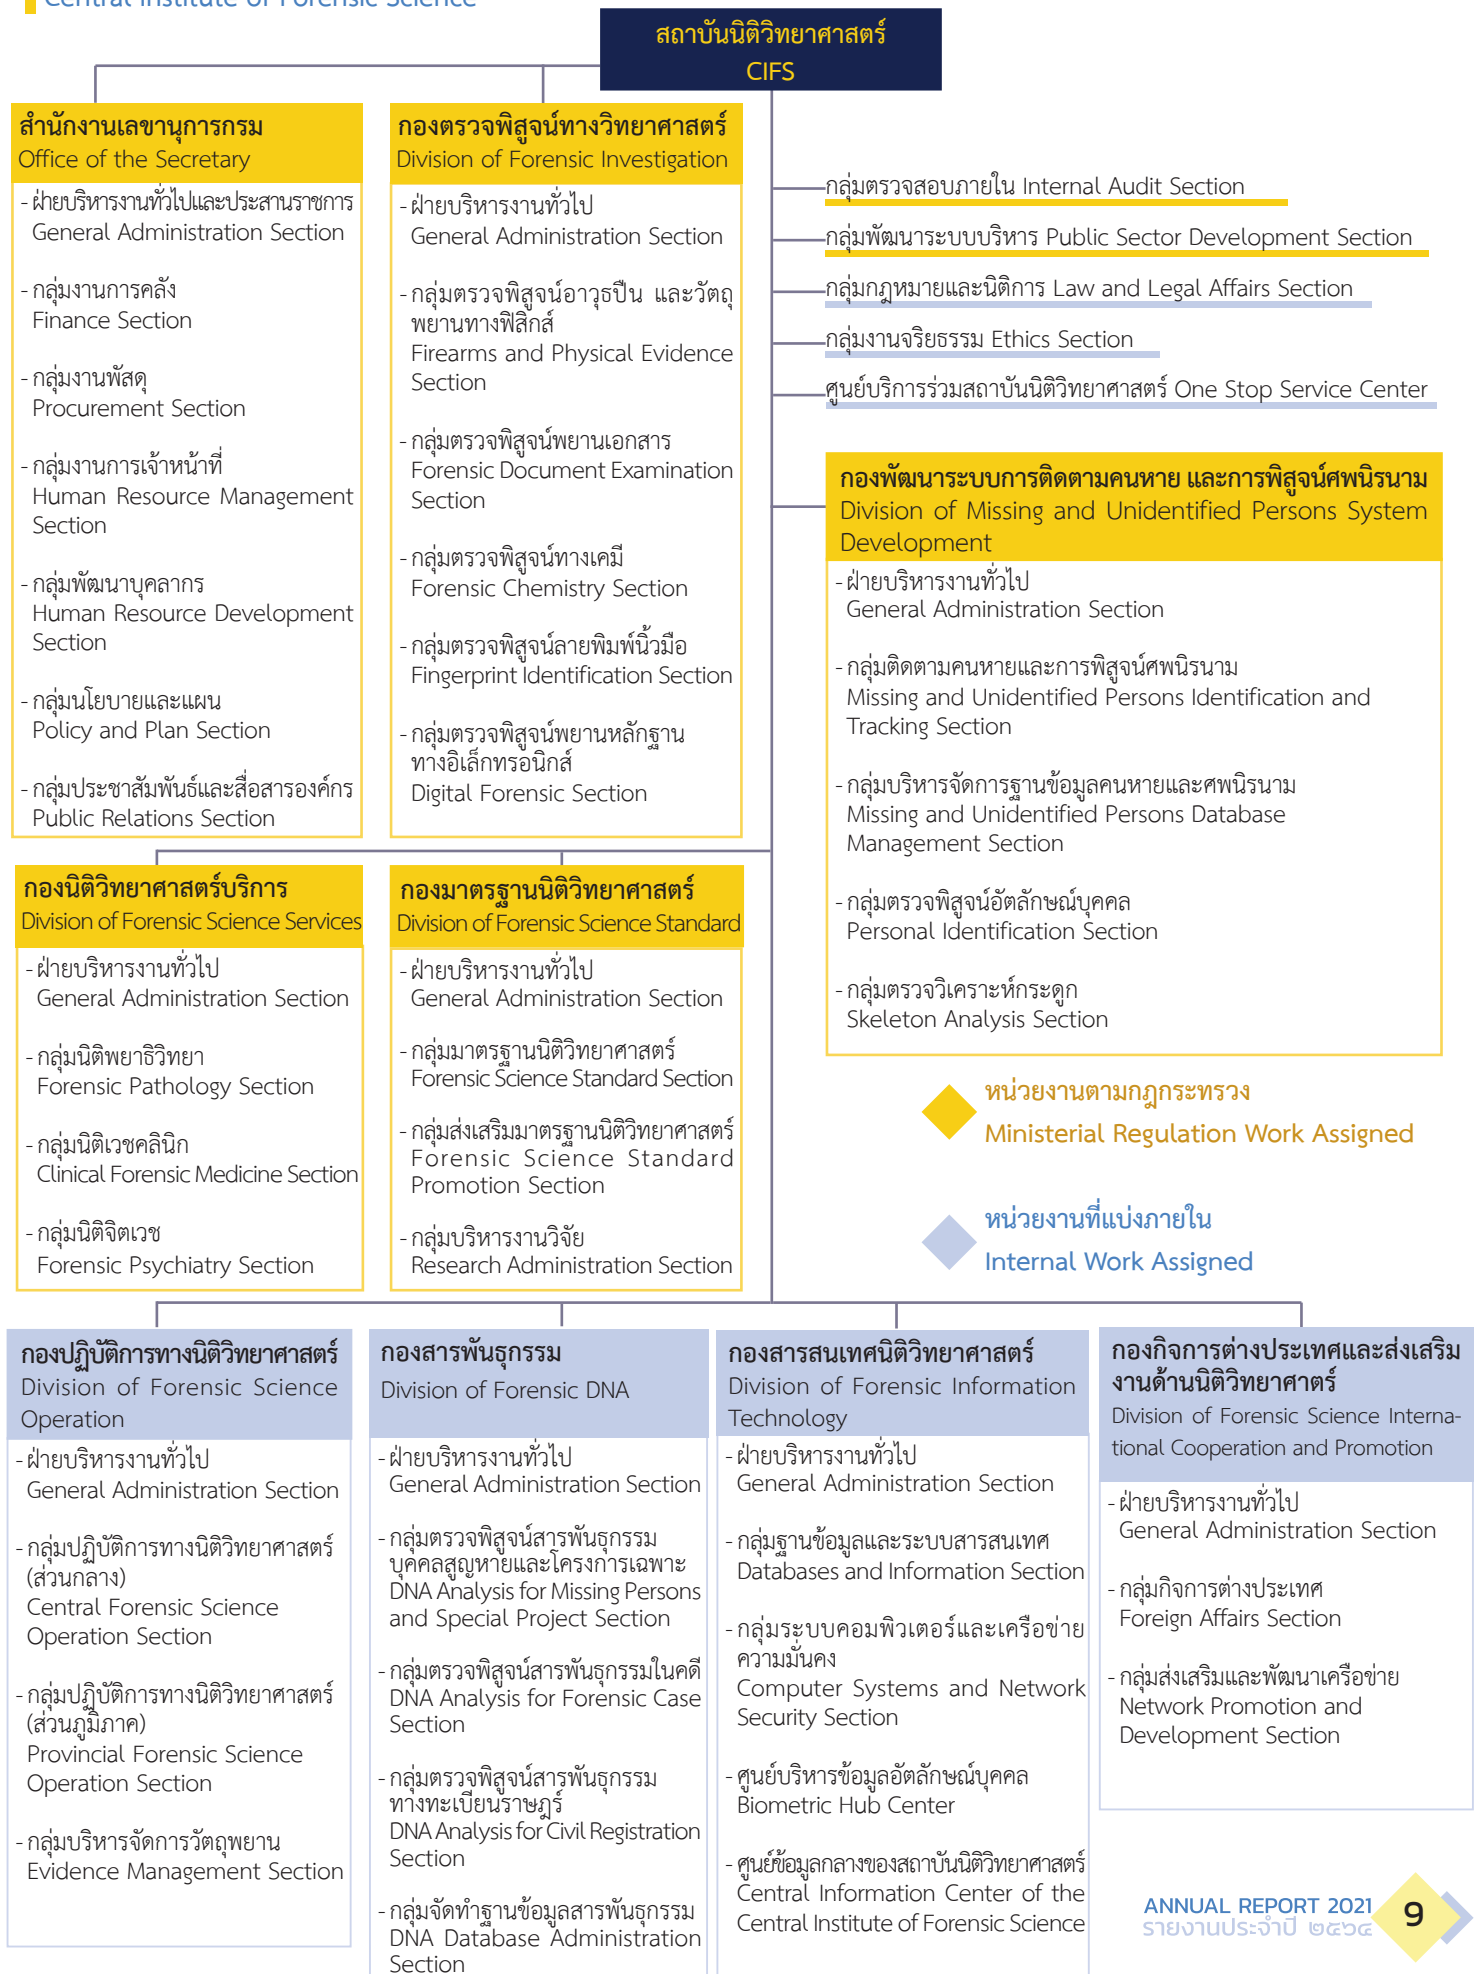 Central Institute of Forensic Science
สถาบันนิติวิทยาศาสตร์
CIFS
สำนักงานเลขานุการกรม
Office of the Secretary
- ฝ่ายบริหารงานทั่วไปและประสานราชการ
General Administration Section
- กลุ่มงานการคลัง
Finance Section
- กลุ่มงานพัสดุ
Procurement Section
- กลุ่มงานการเจ้าหน้าที่
Human Resource Management
Section
- กลุ่มพัฒนาบุคลากร
Human Resource Development
Section
- กลุ่มนโยบายและแผน
Policy and Plan Section
- กลุ่มประชาสัมพันธ์และสื่อสารองค์กร
Public Relations Section
กองตรวจพิสูจน์ทางวิทยาศาสตร์
Division of Forensic Investigation
- ฝ่ายบริหารงานทั่วไป
General Administration Section
- กลุ่มตรวจพิสูจน์อาวุธปืน และวัตถุ
พยานทางฟิสิกส์
Firearms and Physical Evidence
Section
- กลุ่มตรวจพิสูจน์พยานเอกสาร
Forensic Document Examination
Section
- กลุ่มตรวจพิสูจน์ทางเคมี
Forensic Chemistry Section
- กลุ่มตรวจพิสูจน์ลายพิมพ์นิ้วมือ
Fingerprint Identification Section
- กลุ่มตรวจพิสูจน์พยานหลักฐาน
ทางอิเล็กทรอนิกส์
Digital Forensic Section
กลุ่มตรวจสอบภายใน Internal Audit Section
กลุ่มพัฒนาระบบบริหาร Public Sector Development Section
กลุ่มกฎหมายและนิติการ Law and Legal Affairs Section
กลุ่มงานจริยธรรม Ethics Section
ศูนย์บริการร่วมสถาบันนิติวิทยาศาสตร์ One Stop Service Center
กองพัฒนาระบบการติดตามคนหาย และการพิสูจน์ศพนิรนาม
Division of Missing and Unidentified Persons System
Development
- ฝ่ายบริหารงานทั่วไป
General Administration Section
- กลุ่มติดตามคนหายและการพิสูจน์ศพนิรนาม
Missing and Unidentified Persons Identification and
Tracking Section
- กลุ่มบริหารจัดการฐานข้อมูลคนหายและศพนิรนาม
Missing and Unidentified Persons Database
Management Section
- กลุ่มตรวจพิสูจน์อัตลักษณ์บุคคล
Personal Identification Section
- กลุ่มตรวจวิเคราะห์กระดูก
Skeleton Analysis Section
กองนิติวิทยาศาสตร์บริการ
Division of Forensic Science Services
- ฝ่ายบริหารงานทั่วไป
General Administration Section
- กลุ่มนิติพยาธิวิทยา
Forensic Pathology Section
- กลุ่มนิติเวชคลินิก
Clinical Forensic Medicine Section
- กลุ่มนิติจิตเวช
Forensic Psychiatry Section
กองมาตรฐานนิติวิทยาศาสตร์
Division of Forensic Science Standard
- ฝ่ายบริหารงานทั่วไป
General Administration Section
- กลุ่มมาตรฐานนิติวิทยาศาสตร์
Forensic Science Standard Section
- กลุ่มส่งเสริมมาตรฐานนิติวิทยาศาสตร์
Forensic Science Standard
Promotion Section
- กลุ่มบริหารงานวิจัย
Research Administration Section
หน่วยงานตามกฎกระทรวง
Ministerial Regulation Work Assigned
หน่วยงานที่แบ่งภายใน
Internal Work Assigned
กองปฏิบัติการทางนิติวิทยาศาสตร์
Division of Forensic Science
Operation
- ฝ่ายบริหารงานทั่วไป
General Administration Section
- กลุ่มปฏิบัติการทางนิติวิทยาศาสตร์
(ส่วนกลาง)
Central Forensic Science
Operation Section
- กลุ่มปฏิบัติการทางนิติวิทยาศาสตร์
(ส่วนภูมิภาค)
Provincial Forensic Science
Operation Section
- กลุ่มบริหารจัดการวัตถุพยาน
Evidence Management Section
กองสารพันธุกรรม
Division of Forensic DNA
- ฝ่ายบริหารงานทั่วไป
General Administration Section
- กลุ่มตรวจพิสูจน์สารพันธุกรรม
บุคคลสูญหายและโครงการเฉพาะ
DNA Analysis for Missing Persons
and Special Project Section
- กลุ่มตรวจพิสูจน์สารพันธุกรรมในคดี
DNA Analysis for Forensic Case
Section
- กลุ่มตรวจพิสูจน์สารพันธุกรรม
ทางทะเบียนราษฎร์
DNA Analysis for Civil Registration
Section
- กลุ่มจัดทำฐานข้อมูลสารพันธุกรรม
DNA Database Administration
Section
กองสารสนเทศนิติวิทยาศาสตร์
Division of Forensic Information
Technology
- ฝ่ายบริหารงานทั่วไป
General Administration Section
- กลุ่มฐานข้อมูลและระบบสารสนเทศ
Databases and Information Section
- กลุ่มระบบคอมพิวเตอร์และเครือข่าย
ความมั่นคง
Computer Systems and Network
Security Section
- ศูนย์บริหารข้อมูลอัตลักษณ์บุคคล
Biometric Hub Center
- ศูนย์ข้อมูลกลางของสถาบันนิติวิทยาศาสตร์
Central Information Center of the
Central Institute of Forensic Science
กองกิจการต่างประเทศและส่งเสริม
งานด้านนิติวิทยาศาตร์
Division of Forensic Science Interna-
tional Cooperation and Promotion
- ฝ่ายบริหารงานทั่วไป
General Administration Section
- กลุ่มกิจการต่างประเทศ
Foreign Affairs Section
- กลุ่มส่งเสริมและพัฒนาเครือข่าย
Network Promotion and
Development Section
ANNUAL REPORT 2021
รายงานประจำปี ๒๕๖๔
9